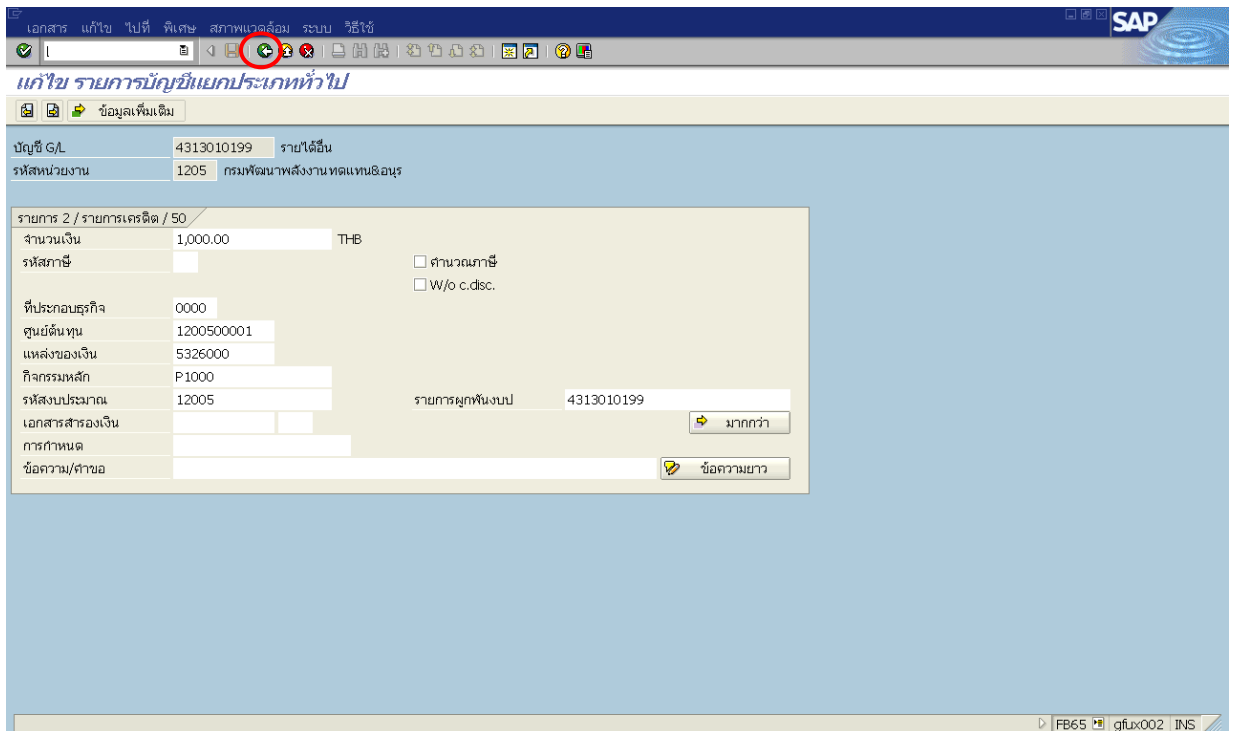 เอกสาร แก้ไข ไปที่ พิเศษ สภาพแวดล้อม ระบบ วิธีใช้
SAP
แก้ไข รายการบัญชีแยกประเภททั่วไป
ข้อมูลเพิ่มเติม
บัญชี G/L 4313010199 รายได้อื่น
รหัสหน่วยงาน 1205 กรมพัฒนาพลังงานทดแทน&อนุร
รายการ 2 / รายการเครดิต / 50
จำนวนเงิน 1,000.00 THB
รหัสภาษี คำนวณภาษี
W/o c.disc.
ที่ประกอบธุรกิจ 0000
ศูนย์ต้นทุน 1200500001
แหล่งของเงิน 5326000
กิจกรรมหลัก P1000
รหัสงบประมาณ 12005 รายการผูกพันงบป 4313010199
เอกสารสำรองเงิน มากกว่า
การกำหนด
ข้อความ/คำขอ ข้อความยาว
FB65 gfux002 INS